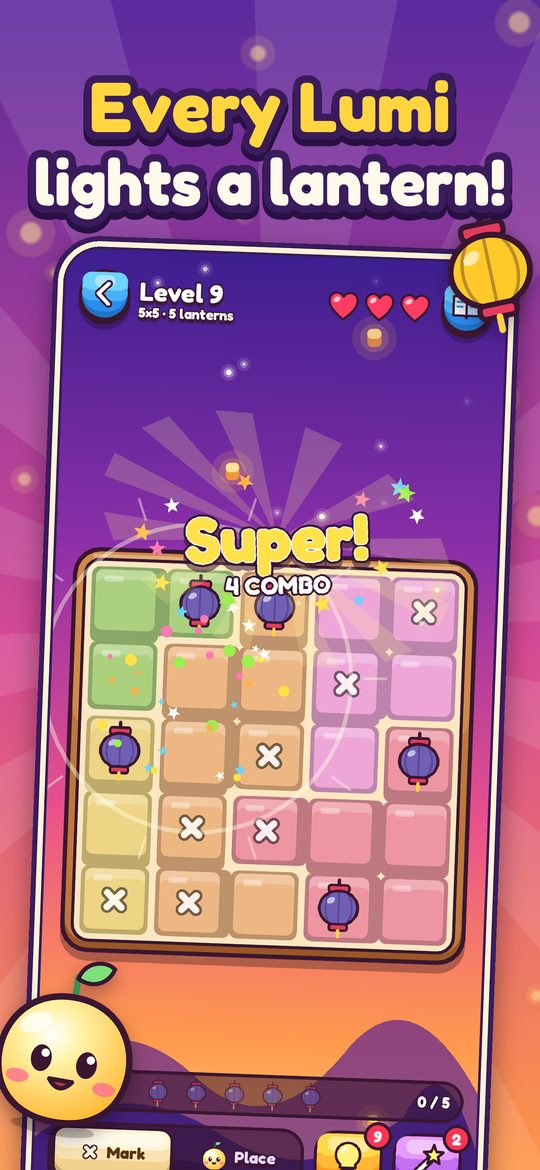 Every Lumi
lights a lantern!
Level 9
5x5 · 5 lanterns
Super!
4 COMBO
0 / 5
Mark
Place
9
2